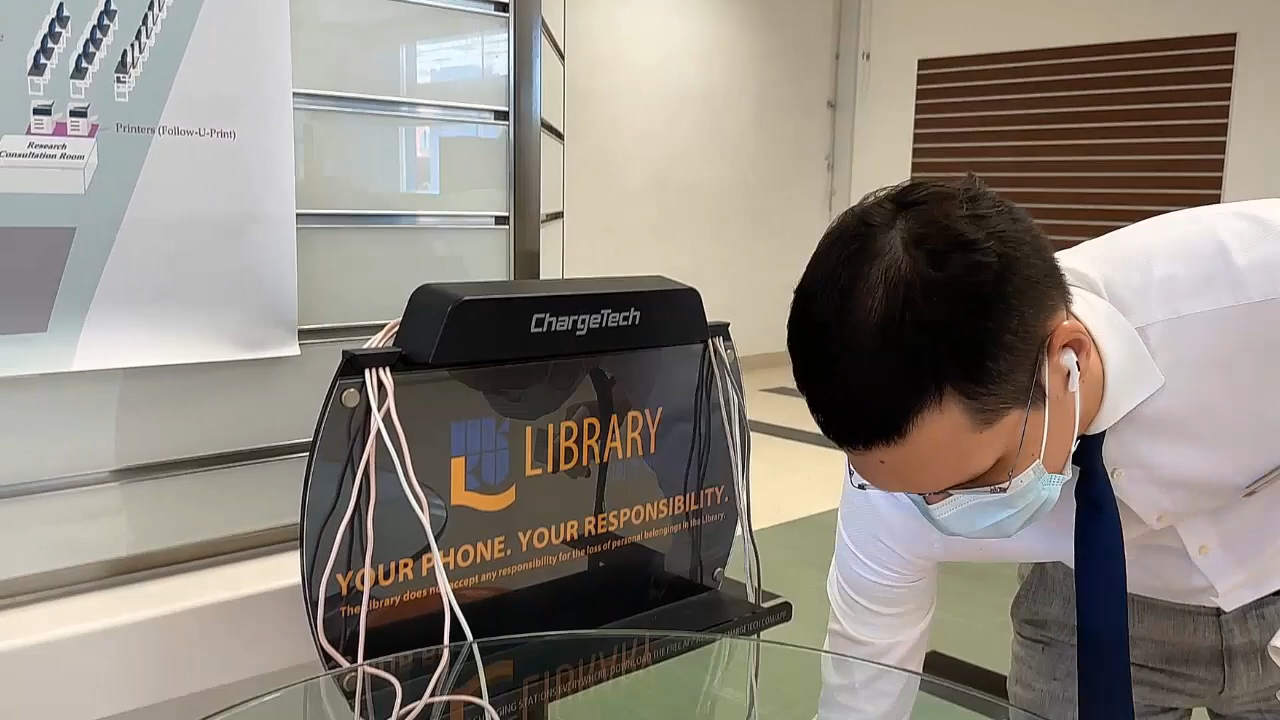 Printers (Follow-U-Print)
Research
Consultation Room
ChargeTech
LIBRARY
YOUR PHONE. YOUR RESPONSIBILITY.
The Library does not accept any responsibility for the loss of personal belongings in the Library.